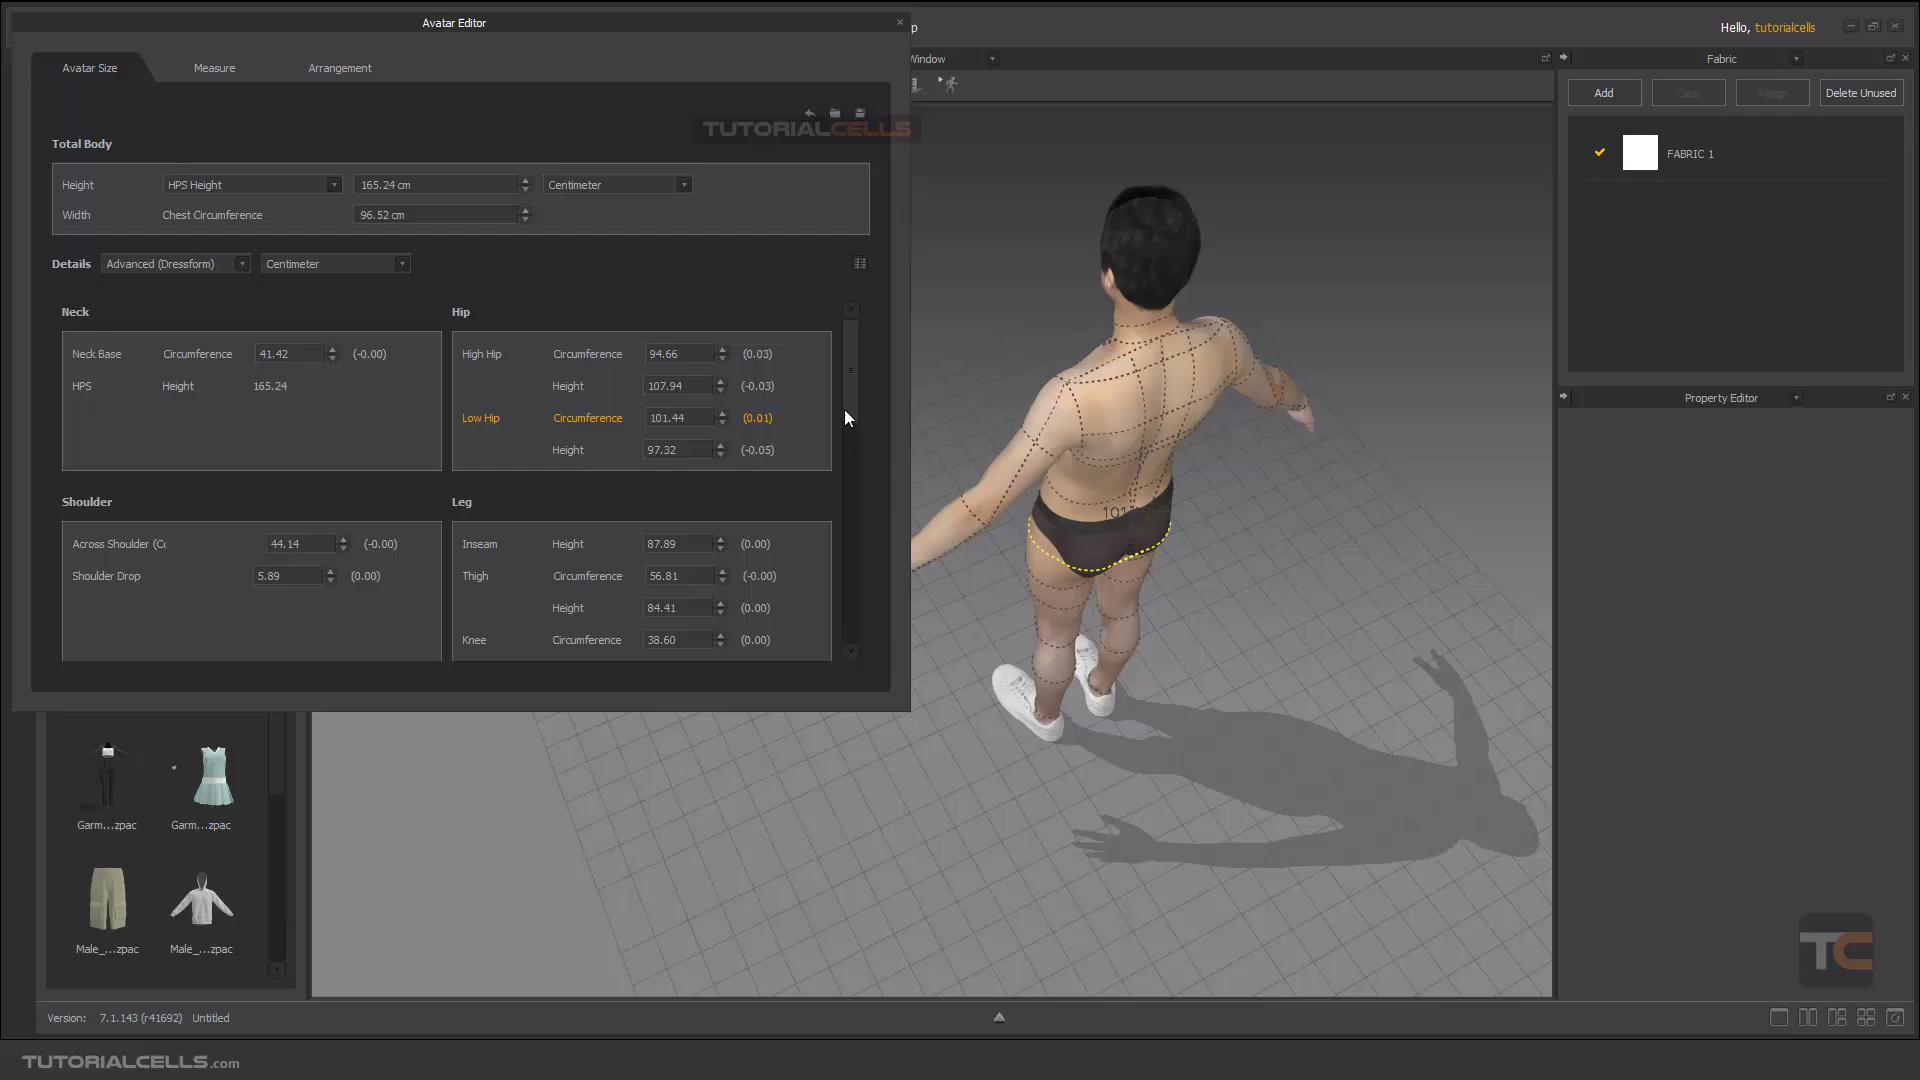 Avatar Editor
p
Hello, tutorialcells
Avatar Size
Measure
Arrangement
Window
Fabric
Add
Copy
Assign
Delete Unused
TUTORIALCELLS
Total Body
FABRIC 1
Height HPS Height 165.24 cm Centimeter
Width Chest Circumference 96.52 cm
Details Advanced (Dressform) Centimeter
Neck
Neck Base Circumference 41.42 (-0.00)
HPS Height 165.24
Hip
High Hip Circumference 94.66 (0.03)
Height 107.94 (-0.03)
Low Hip Circumference 101.44 (0.01)
Height 97.32 (-0.05)
Property Editor
Shoulder
Across Shoulder (Cu 44.14 (-0.00)
Shoulder Drop 5.89 (0.00)
Leg
Inseam Height 87.89 (0.00)
Thigh Circumference 56.81 (-0.00)
Height 84.41 (0.00)
Knee Circumference 38.60 (0.00)
Garm...zpac
Garm...zpac
Male_...zpac
Male_...zpac
TC
Version: 7.1.143 (r41692) Untitled
TUTORIALCELLS.com